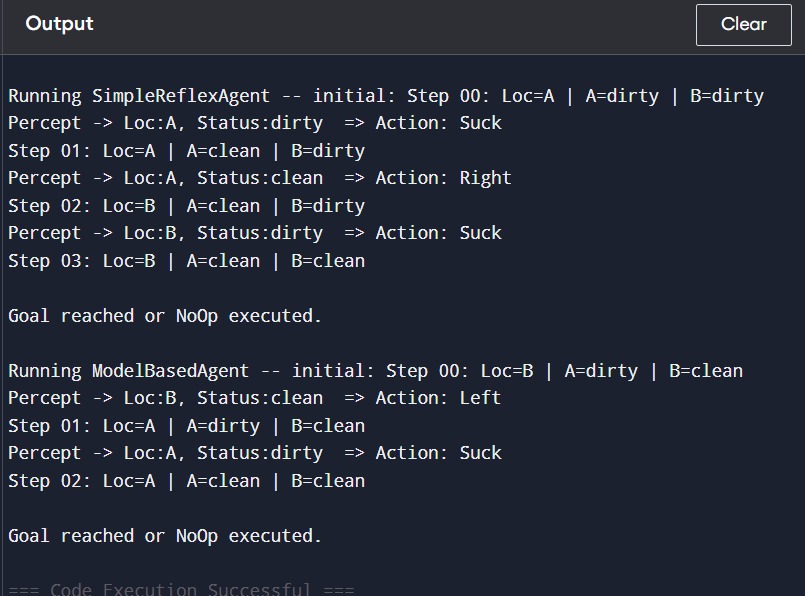 Output
Clear
Running SimpleReflexAgent -- initial: Step 00: Loc=A | A=dirty | B=dirty
Percept -> Loc:A, Status:dirty  => Action: Suck
Step 01: Loc=A | A=clean | B=dirty
Percept -> Loc:A, Status:clean  => Action: Right
Step 02: Loc=B | A=clean | B=dirty
Percept -> Loc:B, Status:dirty  => Action: Suck
Step 03: Loc=B | A=clean | B=clean
Goal reached or NoOp executed.
Running ModelBasedAgent -- initial: Step 00: Loc=B | A=dirty | B=clean
Percept -> Loc:B, Status:clean  => Action: Left
Step 01: Loc=A | A=dirty | B=clean
Percept -> Loc:A, Status:dirty  => Action: Suck
Step 02: Loc=A | A=clean | B=clean
Goal reached or NoOp executed.
=== Code Execution Successful ===